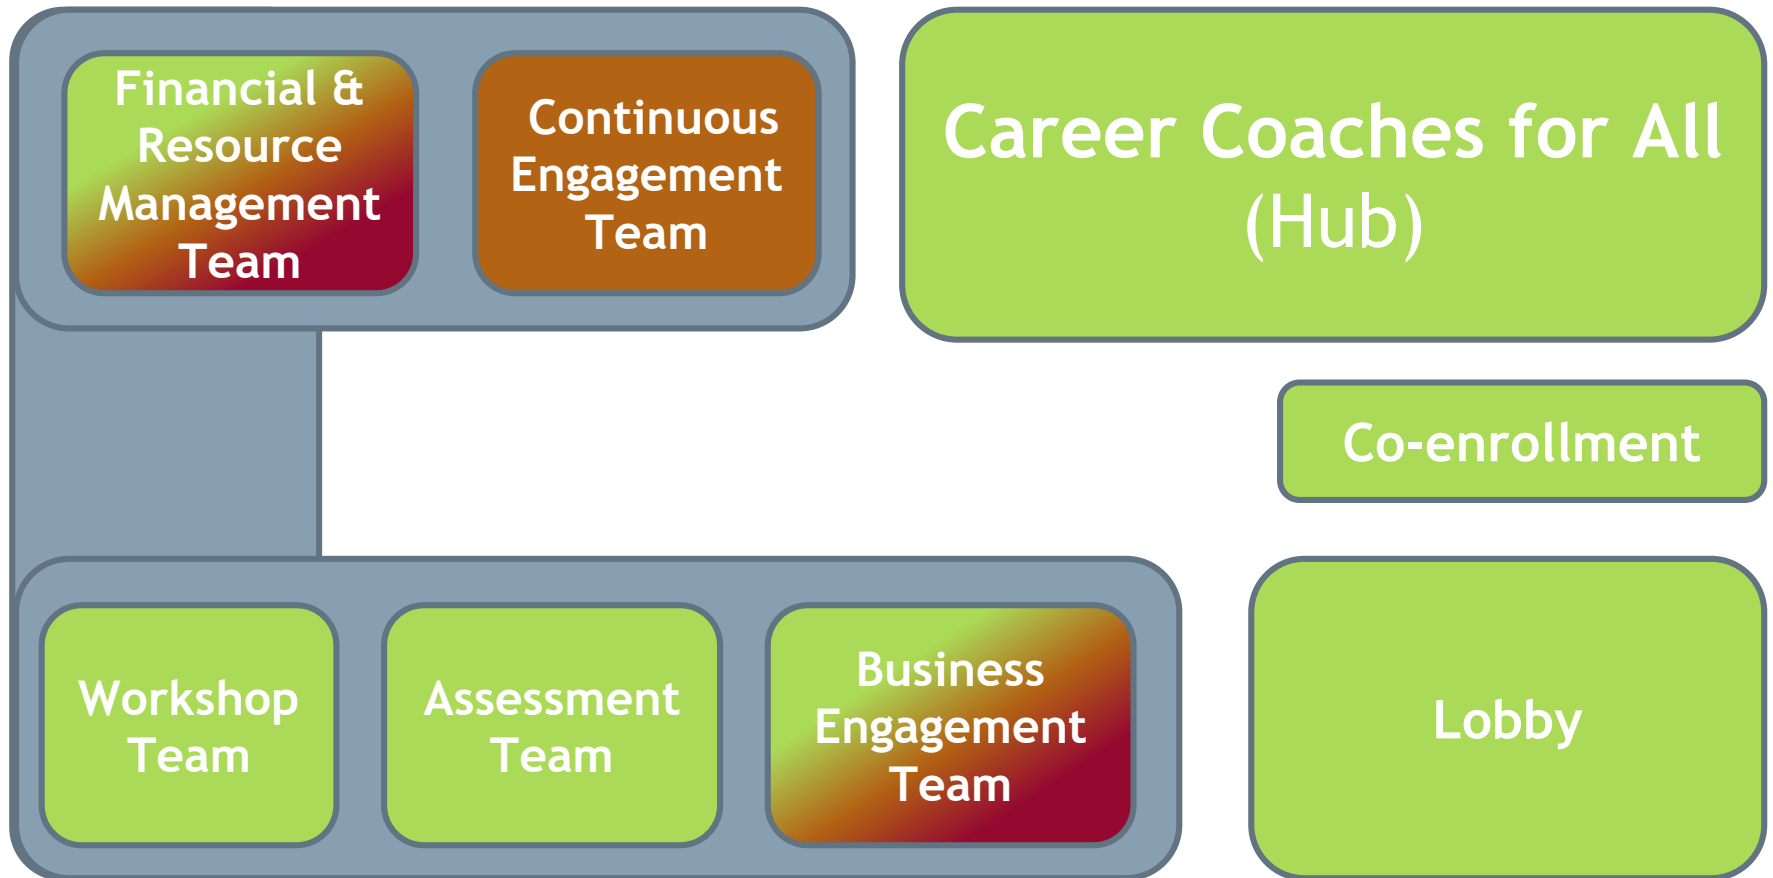 Financial &
Resource
Management
Team
Continuous
Engagement
Team
Career Coaches for All
(Hub)
Co-enrollment
Workshop
Team
Assessment
Team
Business
Engagement
Team
Lobby